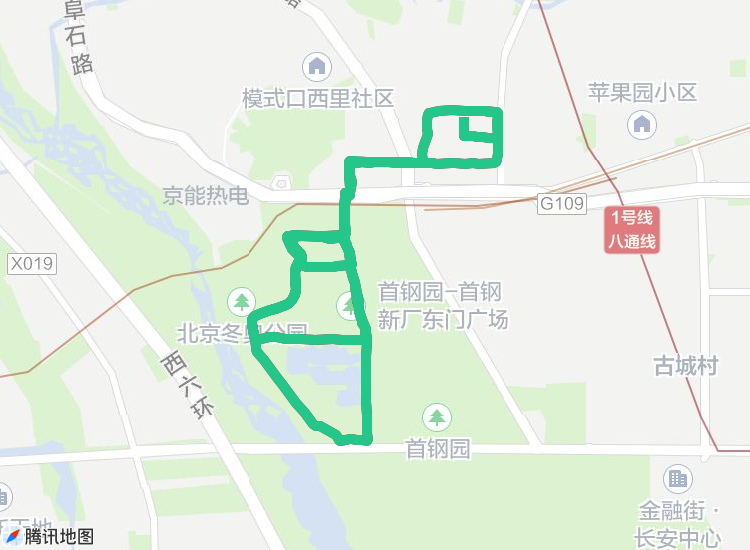 阜石路
模式口西里社区
苹果园小区
京能热电
G109
1号线
八通线
X019
首钢园-首钢
新厂东门广场
北京冬奥公园
西六环
古城村
首钢园
金融街·
长安中心
腾讯地图